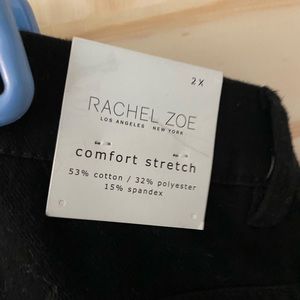 2X
RACHEL ZOE
LOS ANGELES NEW YORK
comfort stretch
53% cotton / 32% polyester
15% spandex